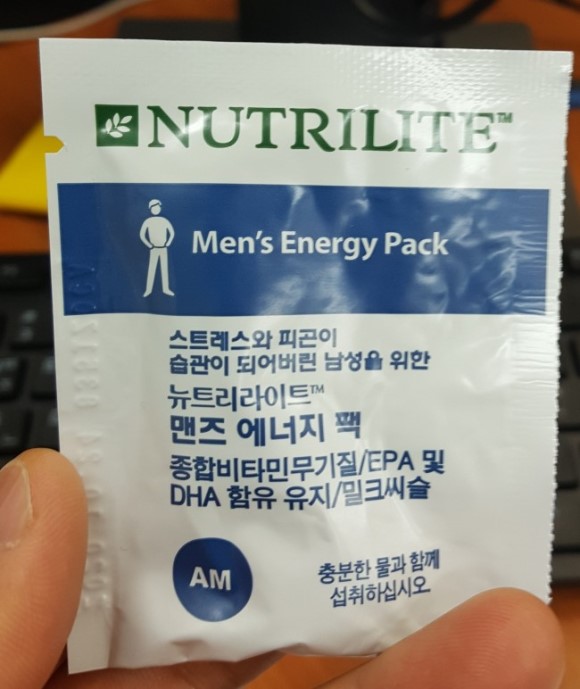 NUTRILITE™
Men's Energy Pack
스트레스와 피곤이
습관이 되어버린 남성을 위한
뉴트리라이트™
맨즈 에너지 팩
종합비타민무기질/EPA 및
DHA 함유 유지/밀크씨슬
AM
충분한 물과 함께
섭취하십시오.